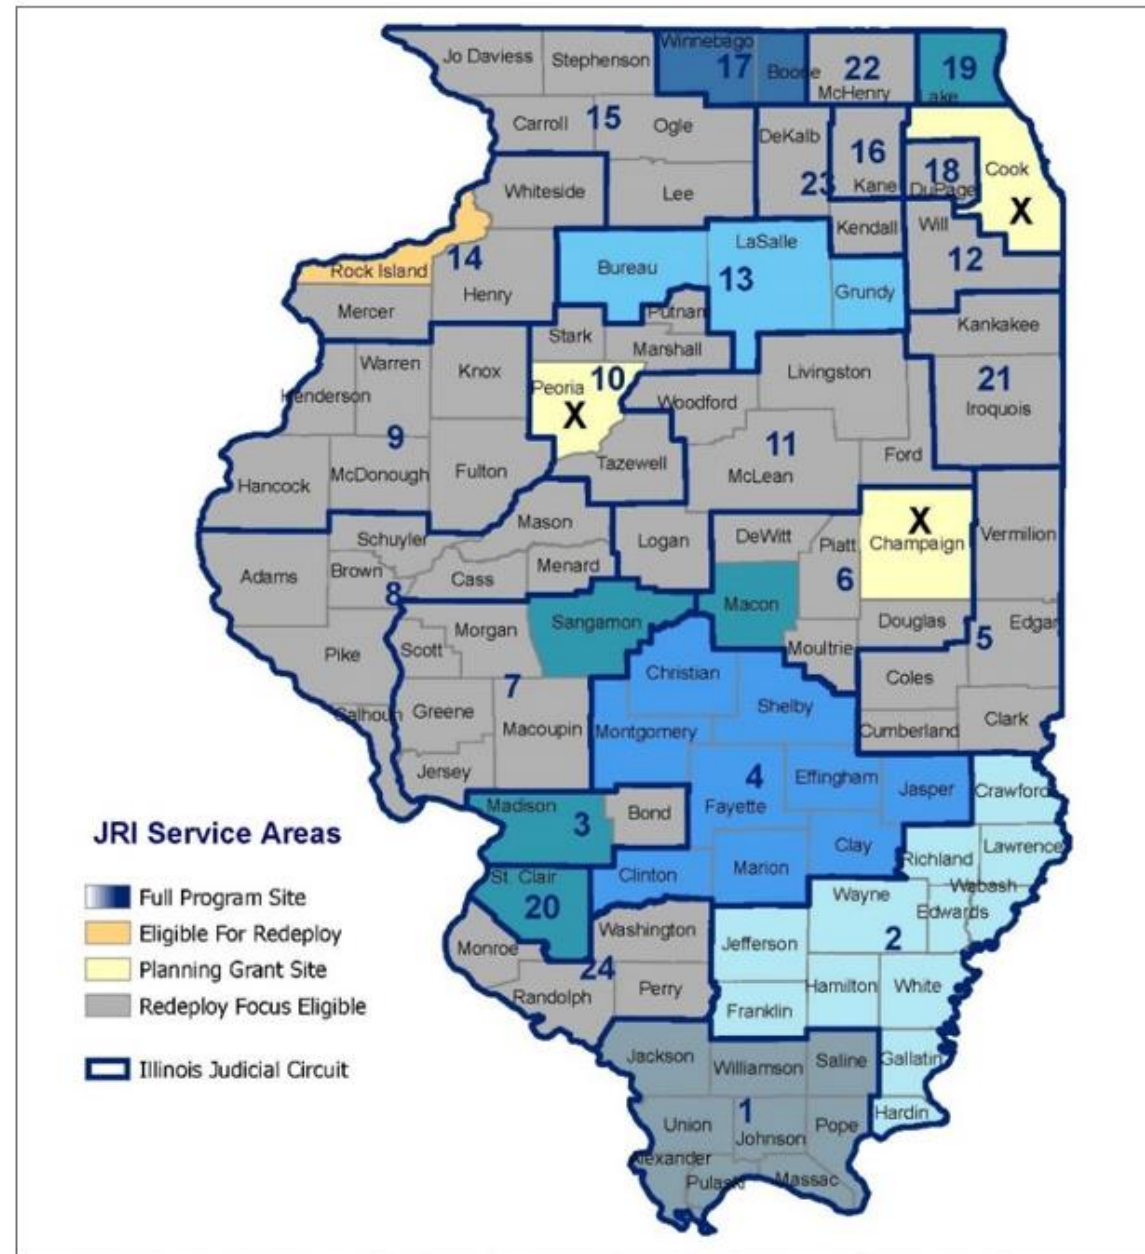 Jo Daviess
Stephenson
Winnebago
17
Boone
22
McHenry
19
Lake
Carroll
15
Ogle
DeKalb
16
Kane
18
DuPage
Cook
X
Whiteside
Lee
23
Kendall
Will
12
Rock Island
14
Henry
Mercer
Bureau
LaSalle
13
Grundy
Putnam
Stark
Marshall
Kankakee
21
Iroquois
Warren
Knox
Henderson
Peoria
10
X
Woodford
Livingston
9
11
McLean
Ford
Hancock
McDonough
Fulton
Tazewell
Mason
Logan
DeWitt
Piatt
X
Champaign
Vermilion
Schuyler
Adams
Brown
Cass
Menard
8
6
Sangamon
Macon
Douglas
Edgar
5
Pike
Scott
Morgan
Moultrie
Christian
Coles
Calhoun
Greene
7
Macoupin
Montgomery
Shelby
Cumberland
Clark
Jersey
4
Effingham
Jasper
Crawford
Fayette
Madison
3
Bond
Clay
Richland
Lawrence
St. Clair
20
Clinton
Marion
Wayne
Wabash
Edwards
2
Monroe
Washington
24
Jefferson
Randolph
Perry
Hamilton
White
Franklin
Jackson
Williamson
Saline
Gallatin
Union
1
Johnson
Pope
Hardin
Alexander
Pulaski
Massac
JRI Service Areas
Full Program Site
Eligible For Redeploy
Planning Grant Site
Redeploy Focus Eligible
Illinois Judicial Circuit